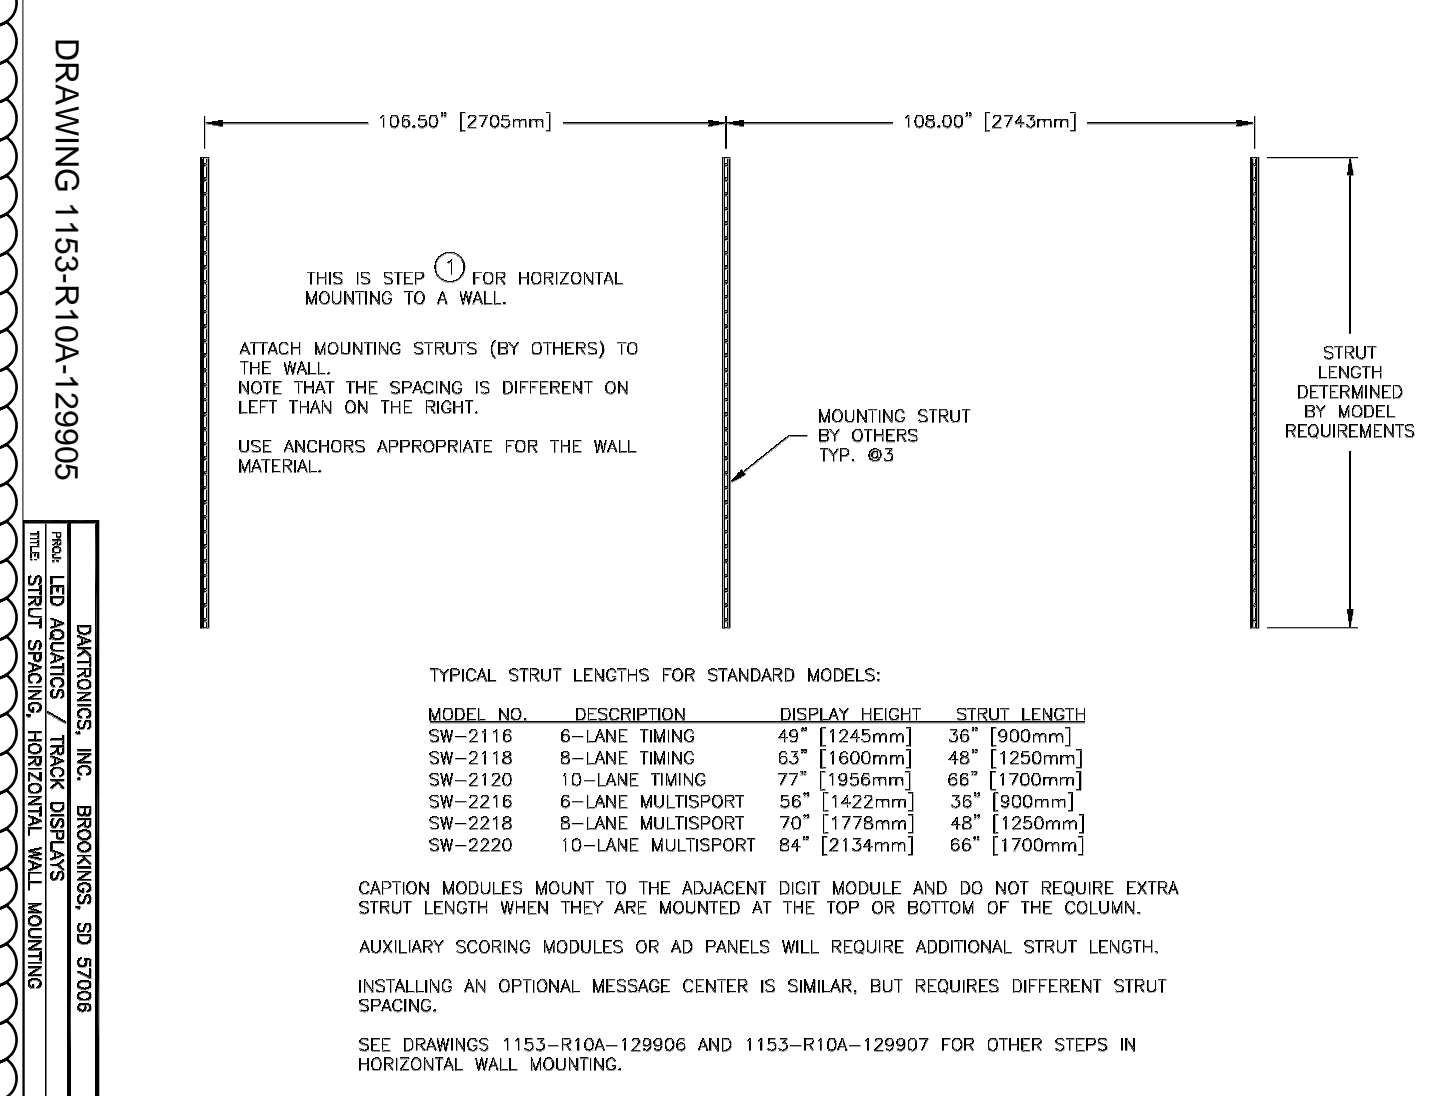 DRAWING 1153-R10A-129905
106.50" [2705mm]
108.00" [2743mm]
THIS IS STEP 1 FOR HORIZONTAL
MOUNTING TO A WALL.
ATTACH MOUNTING STRUTS (BY OTHERS) TO
THE WALL.
NOTE THAT THE SPACING IS DIFFERENT ON
LEFT THAN ON THE RIGHT.
USE ANCHORS APPROPRIATE FOR THE WALL
MATERIAL.
MOUNTING STRUT
BY OTHERS
TYP. @3
STRUT
LENGTH
DETERMINED
BY MODEL
REQUIREMENTS
DAKTRONICS, INC. BROOKINGS, SD 57006
PROJ: LED AQUATICS / TRACK DISPLAYS
TITLE: STRUT SPACING, HORIZONTAL WALL MOUNTING
TYPICAL STRUT LENGTHS FOR STANDARD MODELS:
MODEL NO. DESCRIPTION DISPLAY HEIGHT STRUT LENGTH
SW-2116 6-LANE TIMING 49" [1245mm] 36" [900mm]
SW-2118 8-LANE TIMING 63" [1600mm] 48" [1250mm]
SW-2120 10-LANE TIMING 77" [1956mm] 66" [1700mm]
SW-2216 6-LANE MULTISPORT 56" [1422mm] 36" [900mm]
SW-2218 8-LANE MULTISPORT 70" [1778mm] 48" [1250mm]
SW-2220 10-LANE MULTISPORT 84" [2134mm] 66" [1700mm]
CAPTION MODULES MOUNT TO THE ADJACENT DIGIT MODULE AND DO NOT REQUIRE EXTRA
STRUT LENGTH WHEN THEY ARE MOUNTED AT THE TOP OR BOTTOM OF THE COLUMN.
AUXILIARY SCORING MODULES OR AD PANELS WILL REQUIRE ADDITIONAL STRUT LENGTH.
INSTALLING AN OPTIONAL MESSAGE CENTER IS SIMILAR, BUT REQUIRES DIFFERENT STRUT
SPACING.
SEE DRAWINGS 1153-R10A-129906 AND 1153-R10A-129907 FOR OTHER STEPS IN
HORIZONTAL WALL MOUNTING.